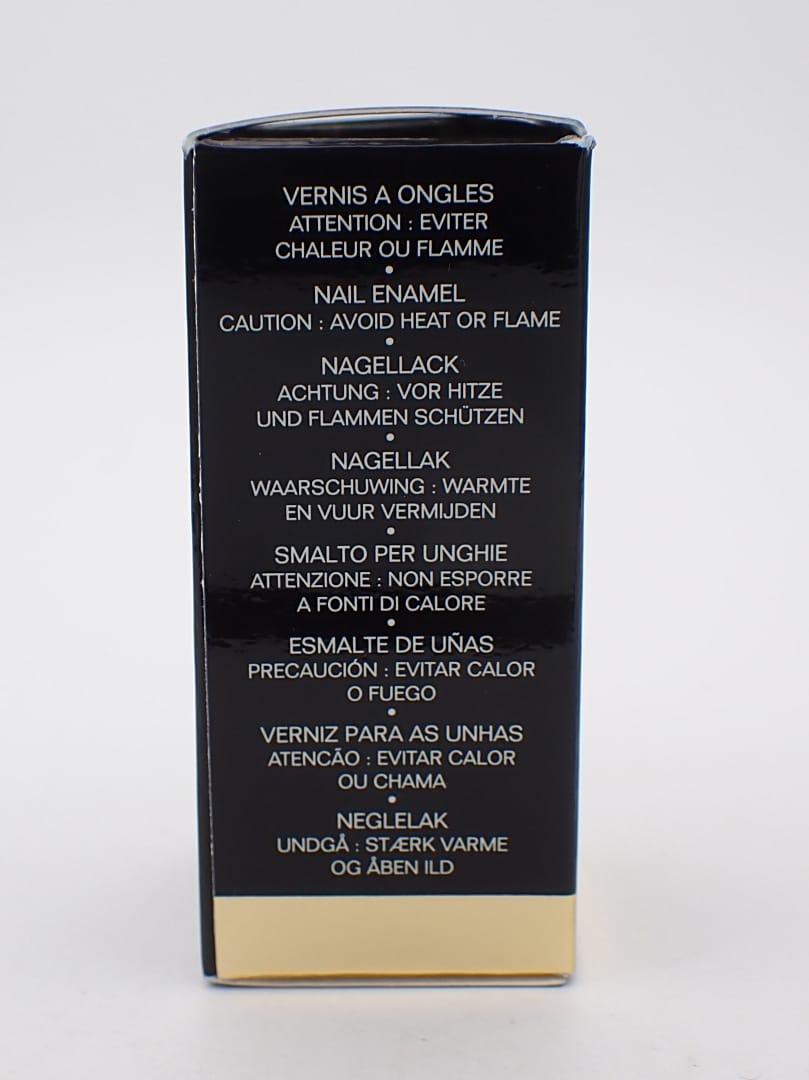 VERNIS A ONGLES
ATTENTION : EVITER
CHALEUR OU FLAMME
•
NAIL ENAMEL
CAUTION : AVOID HEAT OR FLAME
•
NAGELLACK
ACHTUNG : VOR HITZE
UND FLAMMEN SCHÜTZEN
•
NAGELLAK
WAARSCHUWING : WARMTE
EN VUUR VERMIJDEN
•
SMALTO PER UNGHIE
ATTENZIONE : NON ESPORRE
A FONTI DI CALORE
•
ESMALTE DE UÑAS
PRECAUCIÓN : EVITAR CALOR
O FUEGO
•
VERNIZ PARA AS UNHAS
ATENCÃO : EVITAR CALOR
OU CHAMA
•
NEGLELAK
UNDGÅ : STÆRK VARME
OG ÅBEN ILD